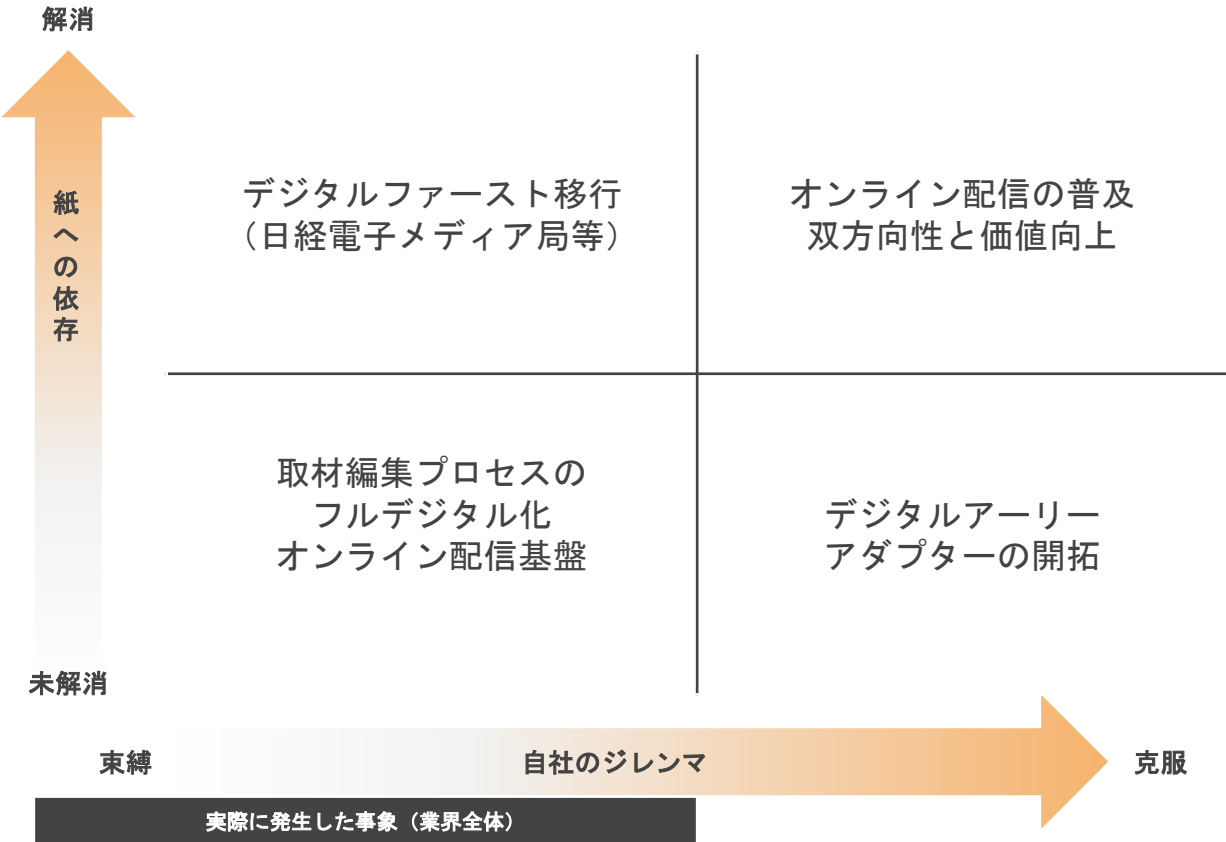 解消
紙への依存
デジタルファースト移行
（日経電子メディア局等）
オンライン配信の普及
双方向性と価値向上
取材編集プロセスの
フルデジタル化
オンライン配信基盤
デジタルアーリー
アダプターの開拓
未解消
束縛
自社のジレンマ
克服
実際に発生した事象（業界全体）